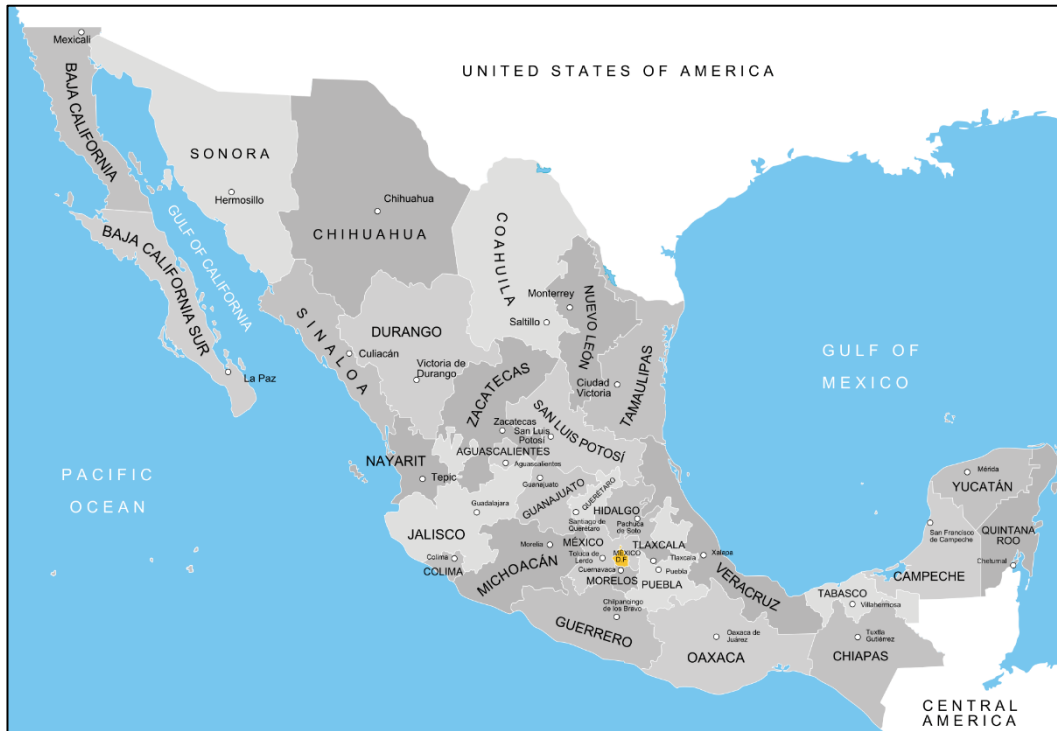 Mexicali
UNITED STATES OF AMERICA
BAJA CALIFORNIA
SONORA
Hermosillo
Chihuahua
CHIHUAHUA
COAHUILA
GULF OF CALIFORNIA
BAJA CALIFORNIA SUR
La Paz
SINALOA
Culiacán
DURANGO
Victoria de
Durango
Monterrey
Saltillo
NUEVO LEÓN
Ciudad
Victoria
TAMAULIPAS
GULF OF
MEXICO
ZACATECAS
Zacatecas
San Luis
Potosí
SAN LUIS POTOSÍ
PACIFIC
OCEAN
NAYARIT
Tepic
AGUASCALIENTES
Aguascalientes
Guanajuato
GUANAJUATO
QUERÉTARO
Santiago de
Querétaro
HIDALGO
Pachuca
de Soto
Guadalajara
JALISCO
Colima
COLIMA
Morelia
MICHOACÁN
MÉXICO
Toluca de
Lerdo
MÉXICO
D.F
Cuernavaca
MORELOS
TLAXCALA
Tlaxcala
Puebla
PUEBLA
Xalapa
VERACRUZ
Chilpancingo
de los Bravo
GUERRERO
Oaxaca de
Juárez
OAXACA
Mérida
YUCATÁN
San Francisco
de Campeche
QUINTANA
ROO
Chetumal
CAMPECHE
TABASCO
Villahermosa
Tuxtla
Gutiérrez
CHIAPAS
CENTRAL
AMERICA